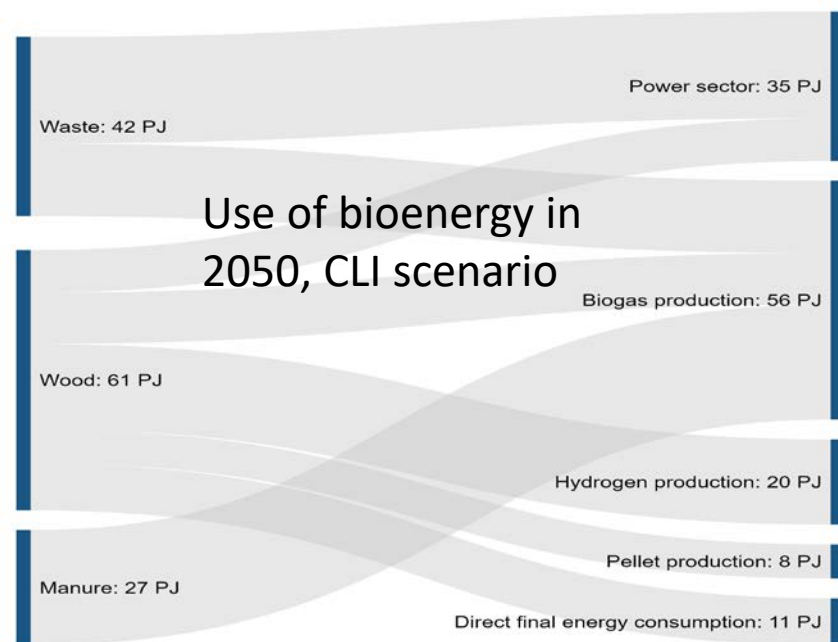 Power sector: 35 PJ
Waste: 42 PJ
Use of bioenergy in
2050, CLI scenario
Biogas production: 56 PJ
Wood: 61 PJ
Hydrogen production: 20 PJ
Pellet production: 8 PJ
Manure: 27 PJ
Direct final energy consumption: 11 PJ